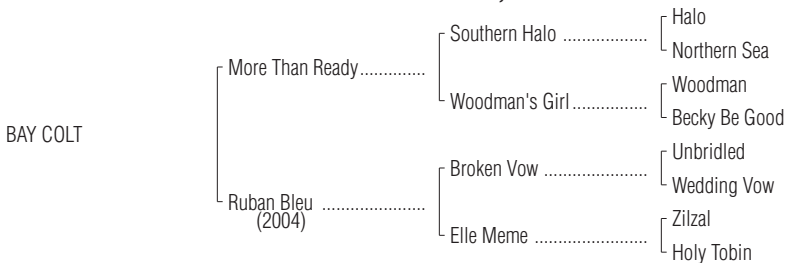 Halo
Southern Halo ..................
Northern Sea
More Than Ready..............
Woodman
Woodman's Girl................
Becky Be Good
BAY COLT
Unbridled
Broken Vow ......................
Wedding Vow
Ruban Bleu ......................
(2004)
Zilzal
Elle Meme ........................
Holy Tobin